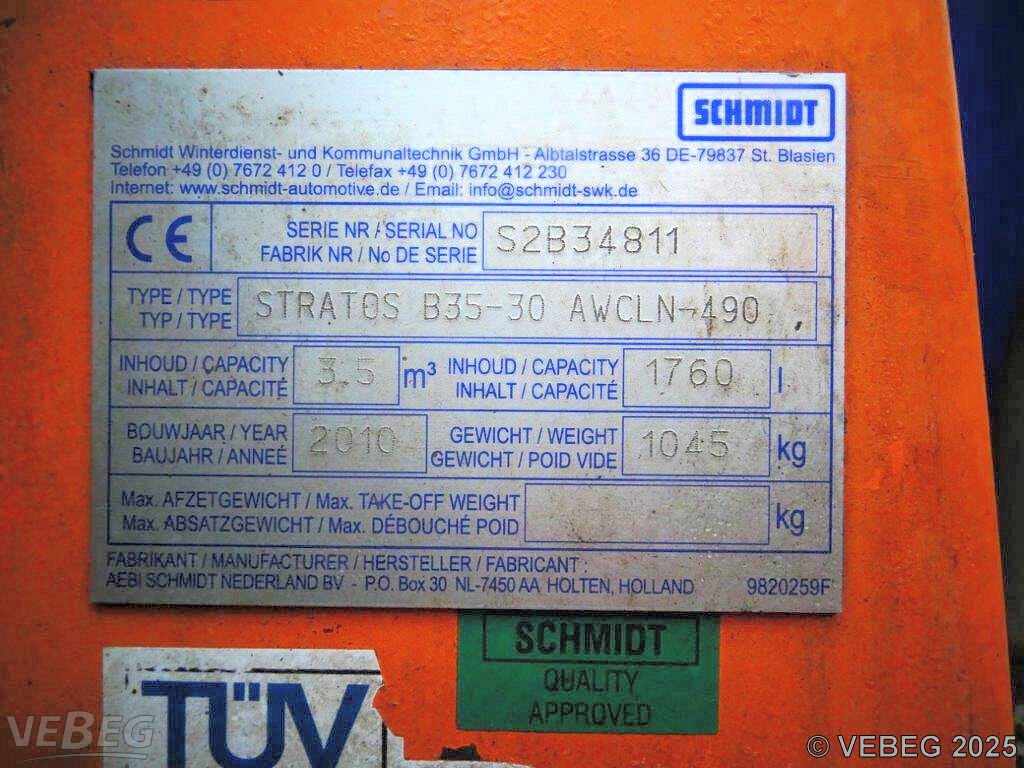 SCHMIDT
Schmidt Winterdienst- und Kommunaltechnik GmbH - Albtalstrasse 36 DE-79837 St. Blasien
Telefon +49 (0) 7672 412 0 / Telefax +49 (0) 7672 412 230
Internet: www.schmidt-automotive.de / Email: info@schmidt-swk.de
CE
SERIE NR / SERIAL NO
FABRIK NR / No DE SERIE
S2B34811
TYPE / TYPE
TYP / TYPE
STRATOS B35-30 AWCLN-490
INHOUD / CAPACITY
INHALT / CAPACITÉ
3.5 m³
INHOUD / CAPACITY
INHALT / CAPACITÉ
1760 l
BOUWJAAR / YEAR
BAUJAHR / ANNEÉ
2010
GEWICHT / WEIGHT
GEWICHT / POID VIDE
1045 kg
Max. AFZETGEWICHT / Max. TAKE-OFF WEIGHT
Max. ABSATZGEWICHT / Max. DÉBOUCHÉ POID
kg
FABRIKANT / MANUFACTURER / HERSTELLER / FABRICANT :
AEBI SCHMIDT NEDERLAND BV - P.O. Box 30 NL-7450 AA HOLTEN, HOLLAND 9820259F
SCHMIDT
QUALITY
APPROVED
TÜV
VEBEG
© VEBEG 2025